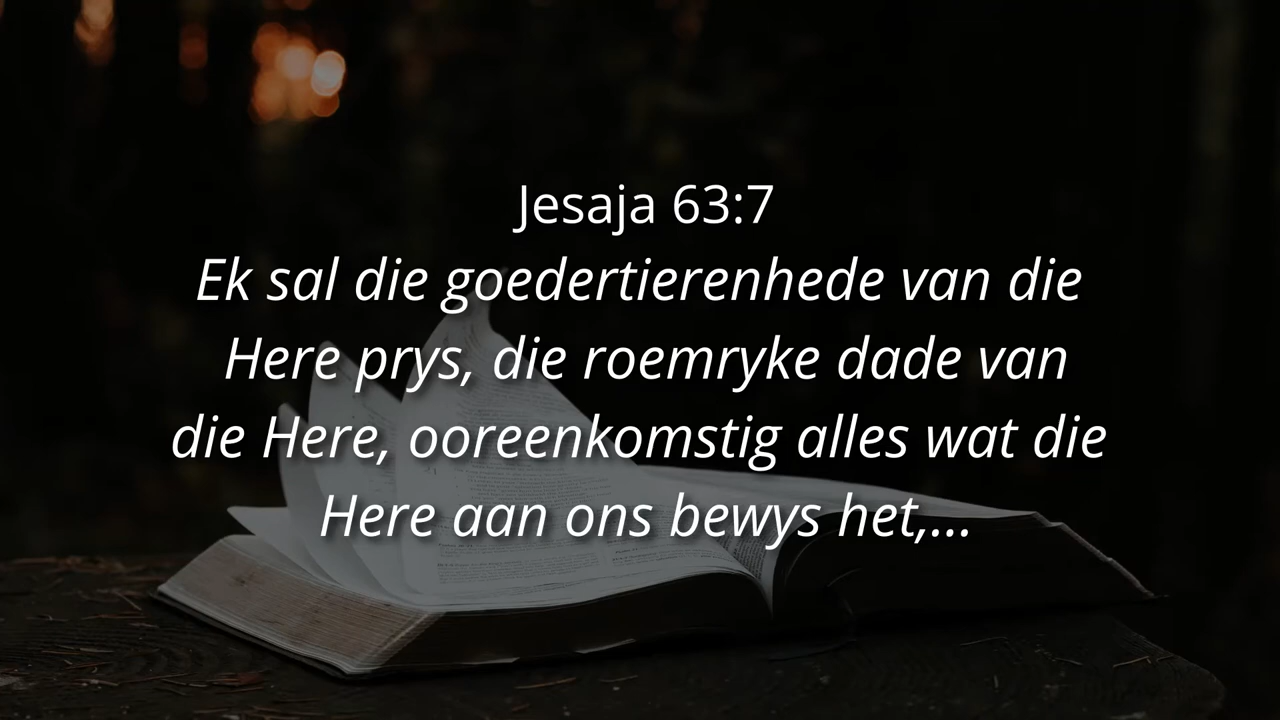 Jesaja 63:7
Ek sal die goedertierenhede van die
Here prys, die roemryke dade van
die Here, ooreenkomstig alles wat die
Here aan ons bewys het,...